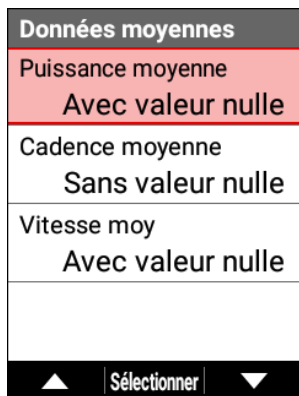 Données moyennes
Puissance moyenne
Avec valeur nulle
Cadence moyenne
Sans valeur nulle
Vitesse moy
Avec valeur nulle
Sélectionner